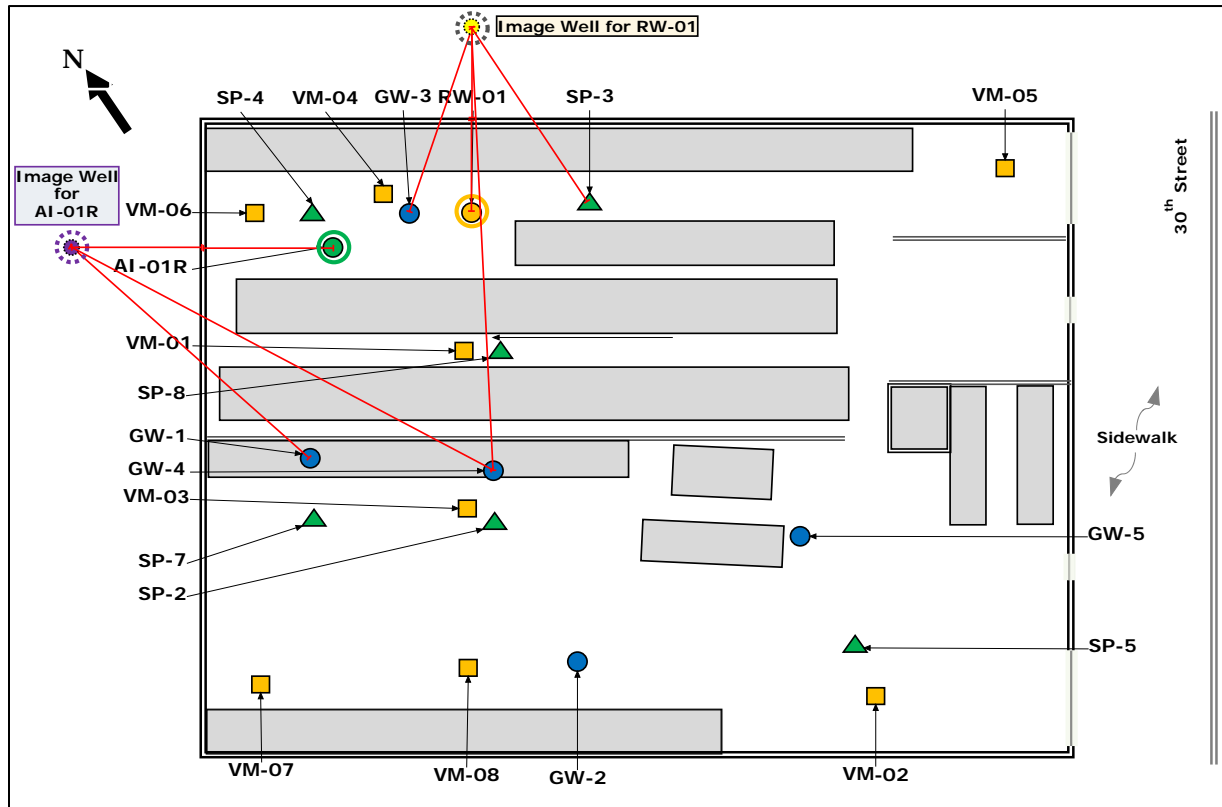 Image Well for RW-01
N
SP-4
VM-04
GW-3
RW-01
SP-3
VM-05
30th Street
Image Well
for
AI-01R
VM-06
AI-01R
VM-01
SP-8
GW-1
GW-4
VM-03
Sidewalk
SP-7
GW-5
SP-2
SP-5
VM-07
VM-08
GW-2
VM-02